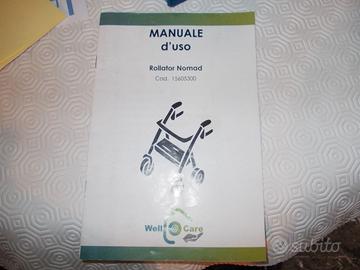 MANUALE
d'uso
Rollator Nomad
Cod. 15605300
Well Care
subito